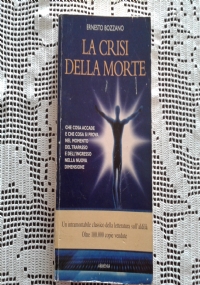 ERNESTO BOZZANO
LA CRISI
DELLA MORTE
CHE COSA ACCADE
E CHE COSA SI PROVA
NEL MOMENTO
DEL TRAPASSO
E DELL'INGRESSO
NELLA NUOVA
DIMENSIONE
Un intramontabile classico della letteratura sull'aldilà
Oltre 100.000 copie vendute